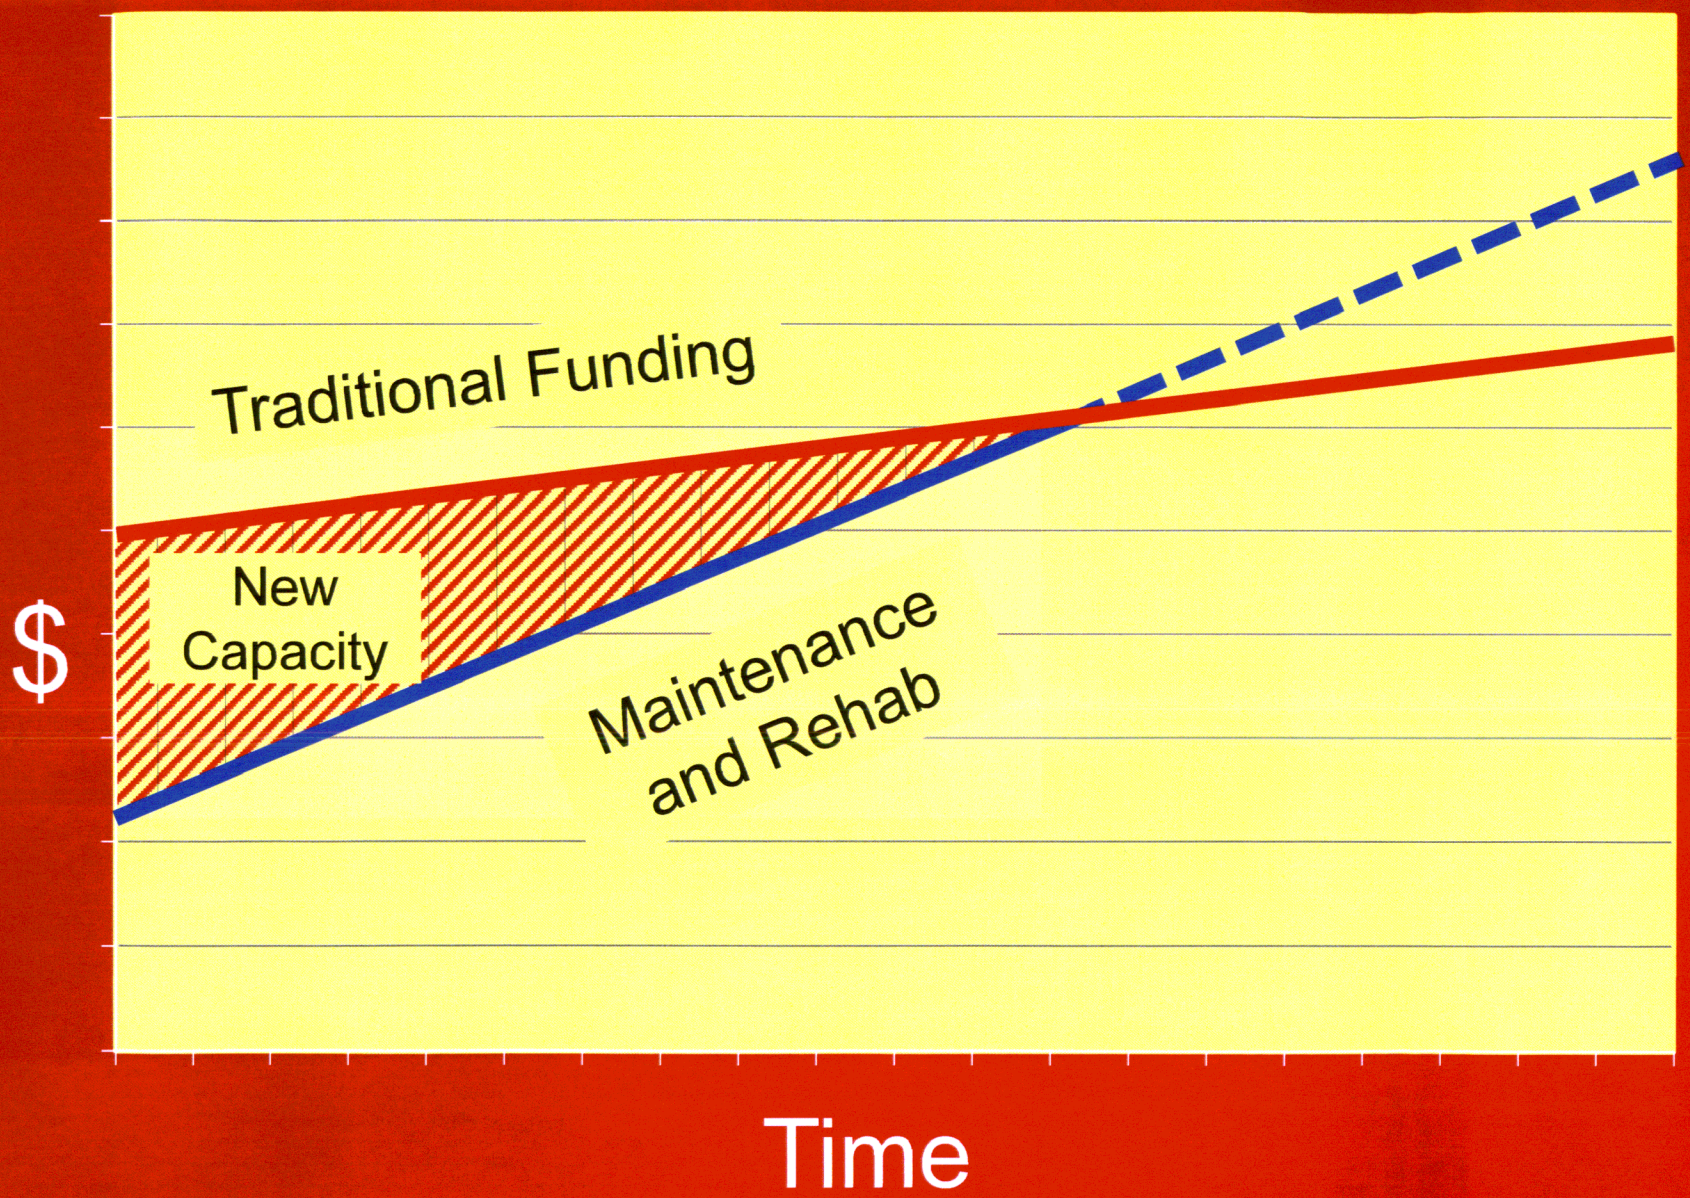 Traditional Funding
New
Capacity
Maintenance
and Rehab
$
Time